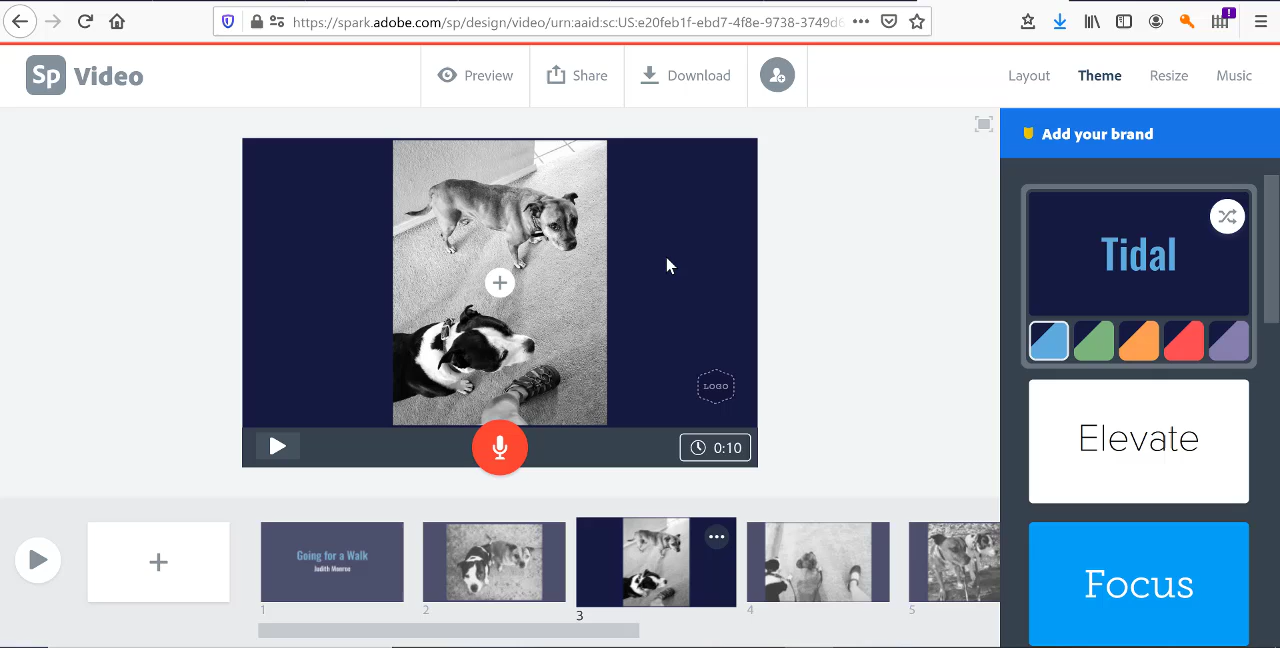 https://spark.adobe.com/sp/design/video/urn:aaid:sc:US:e20feb1f-ebd7-4f8e-9738-3749d6
!
Sp Video
Preview
Share
Download
Layout
Theme
Resize
Music
Add your brand
Tidal
LOGO
Elevate
0:10
Going for a Walk
Judith Monroe
Focus
1
2
3
4
5